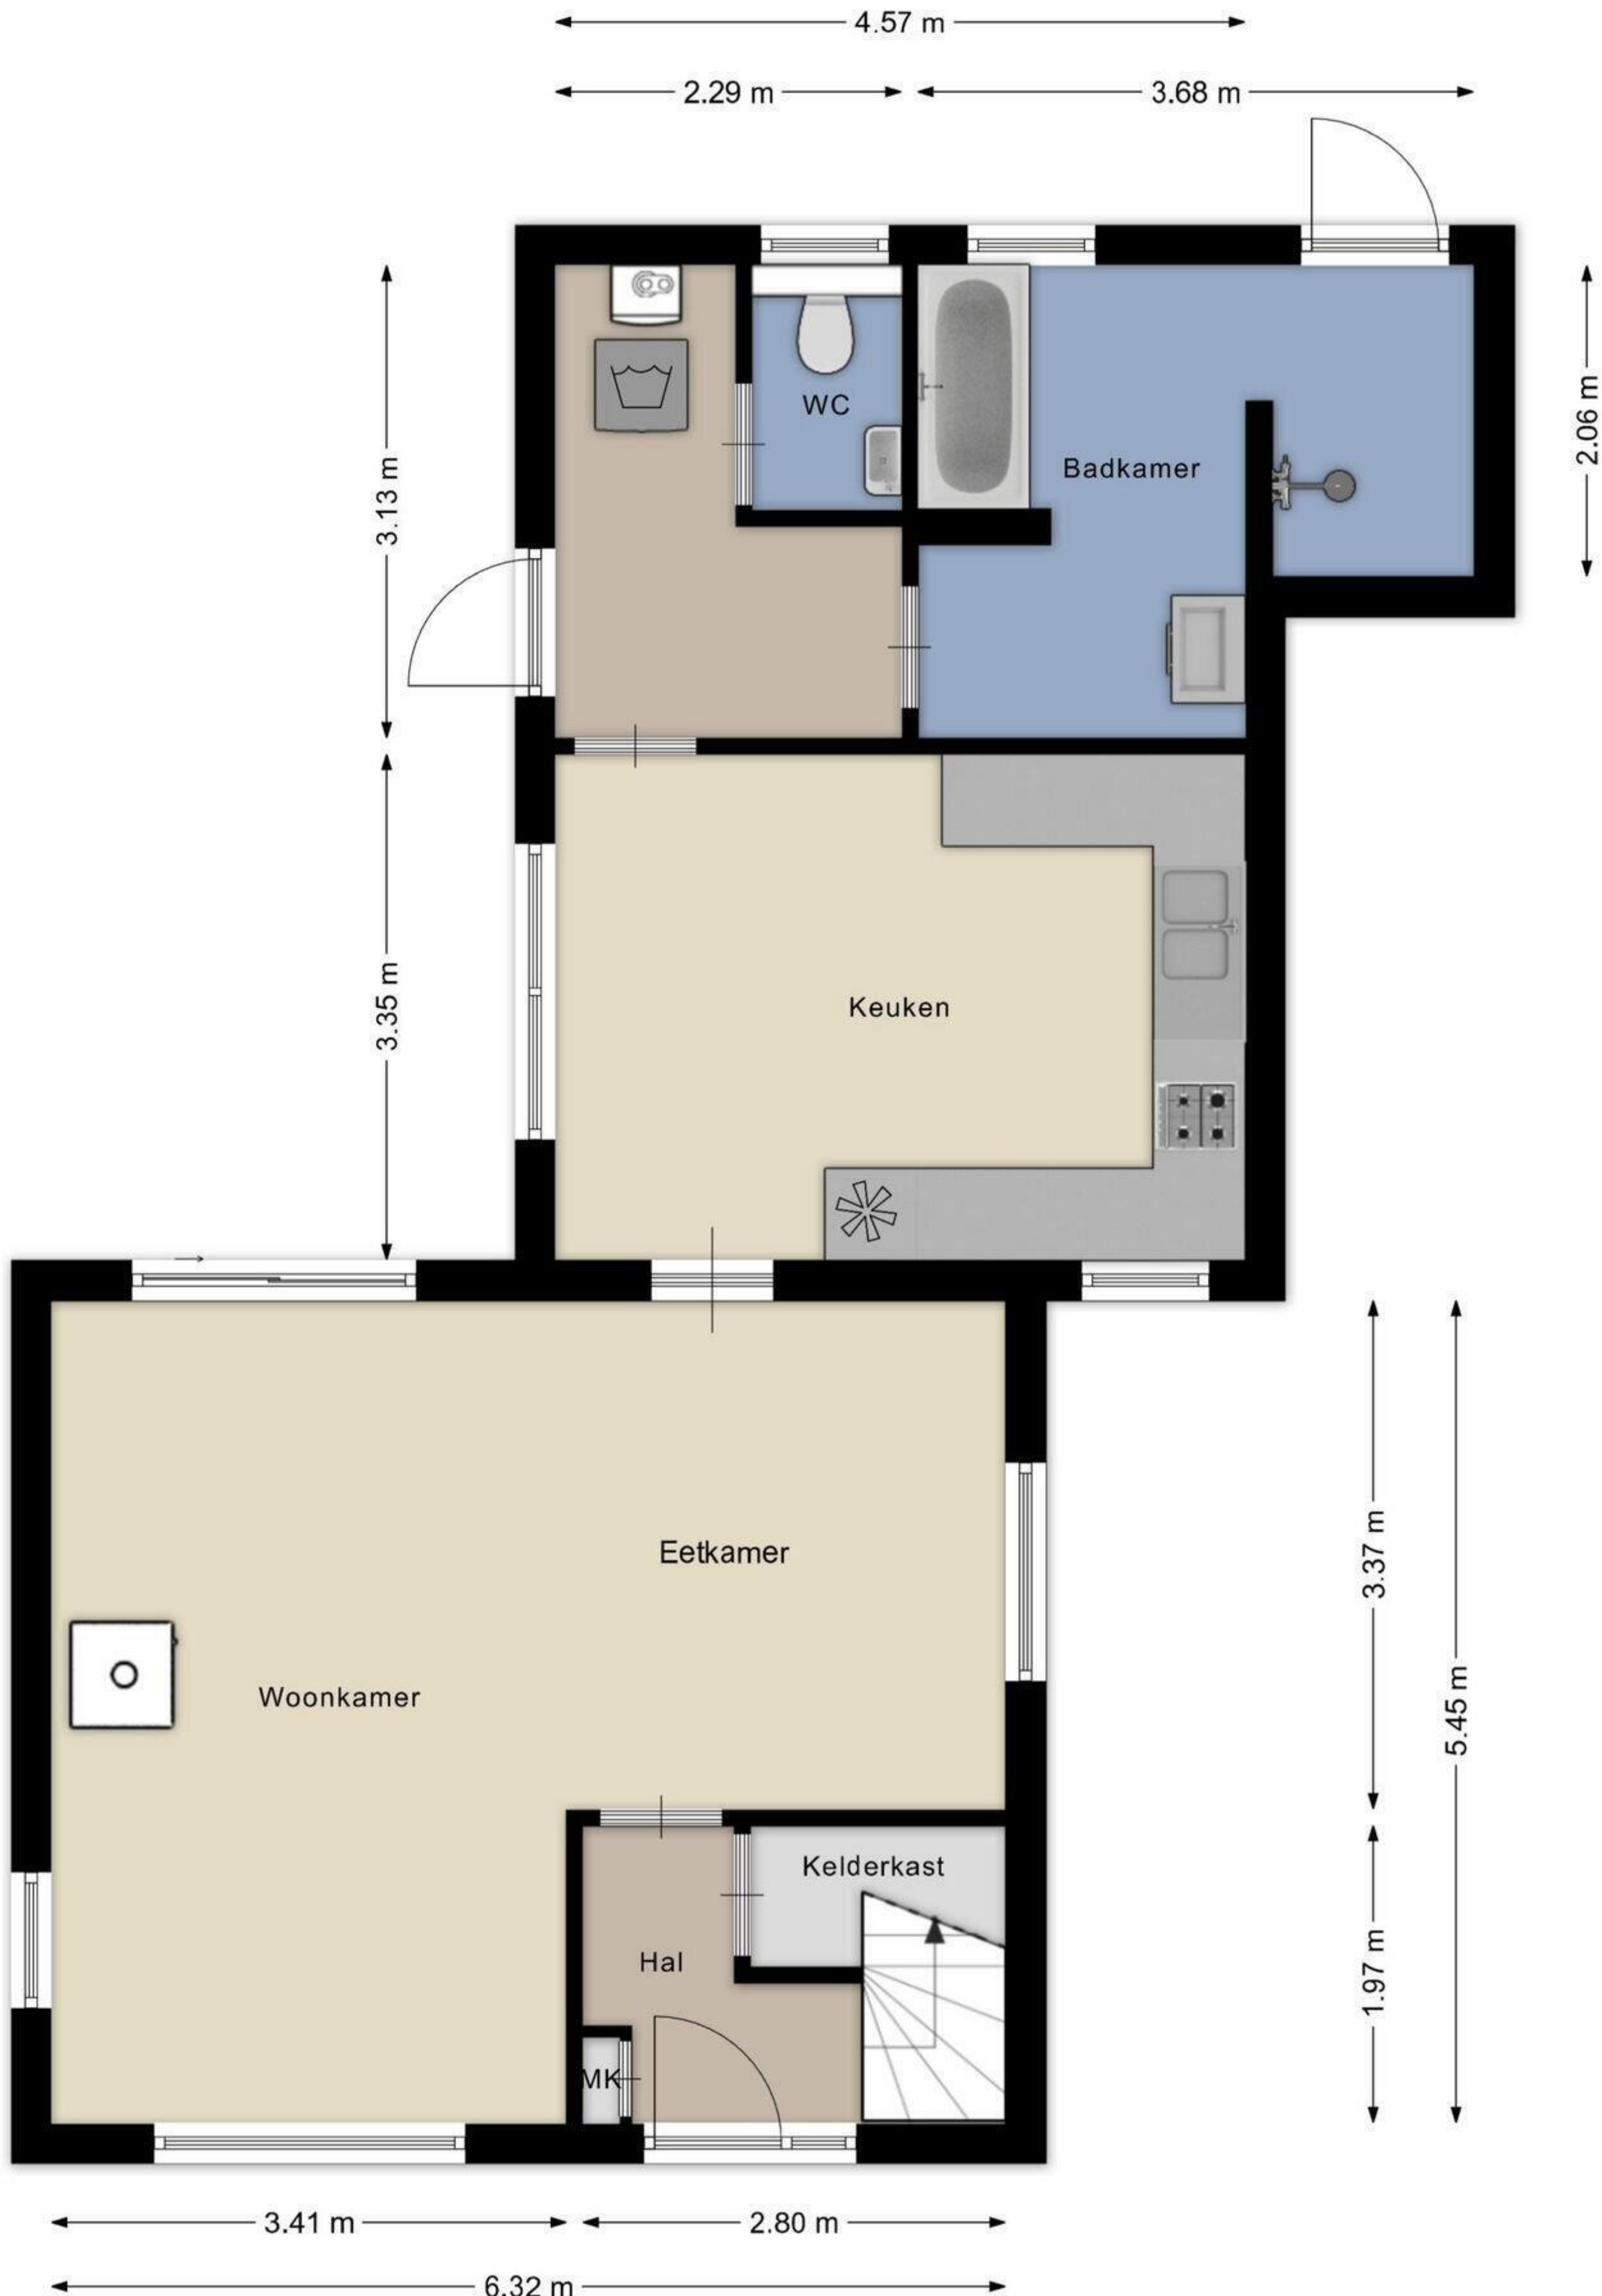 4.57 m
2.29 m
3.68 m
WC
Badkamer
2.06 m
3.13 m
3.35 m
Keuken
Eetkamer
3.37 m
Woonkamer
5.45 m
Kelderkast
Hal
1.97 m
MK
3.41 m
2.80 m
6.32 m